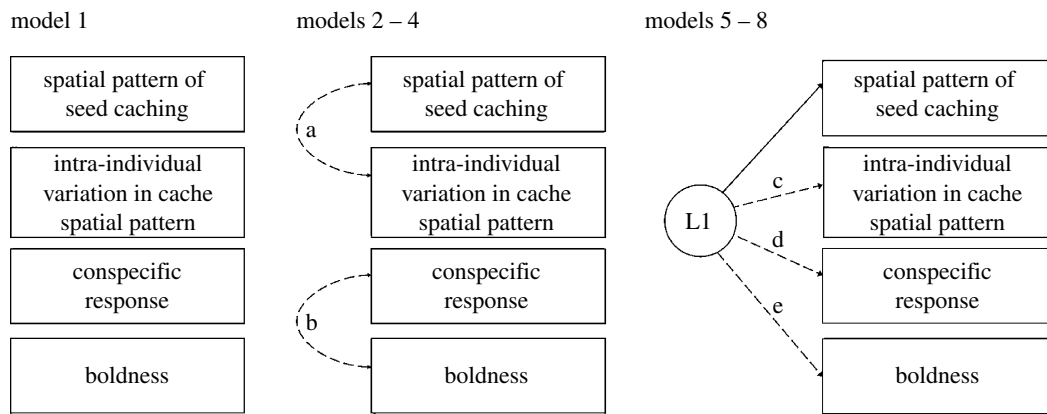 model 1
spatial pattern of
seed caching
intra-individual
variation in cache
spatial pattern
conspecific
response
boldness
models 2 – 4
a
b
spatial pattern of
seed caching
intra-individual
variation in cache
spatial pattern
conspecific
response
boldness
models 5 – 8
L1
c
d
e
spatial pattern of
seed caching
intra-individual
variation in cache
spatial pattern
conspecific
response
boldness